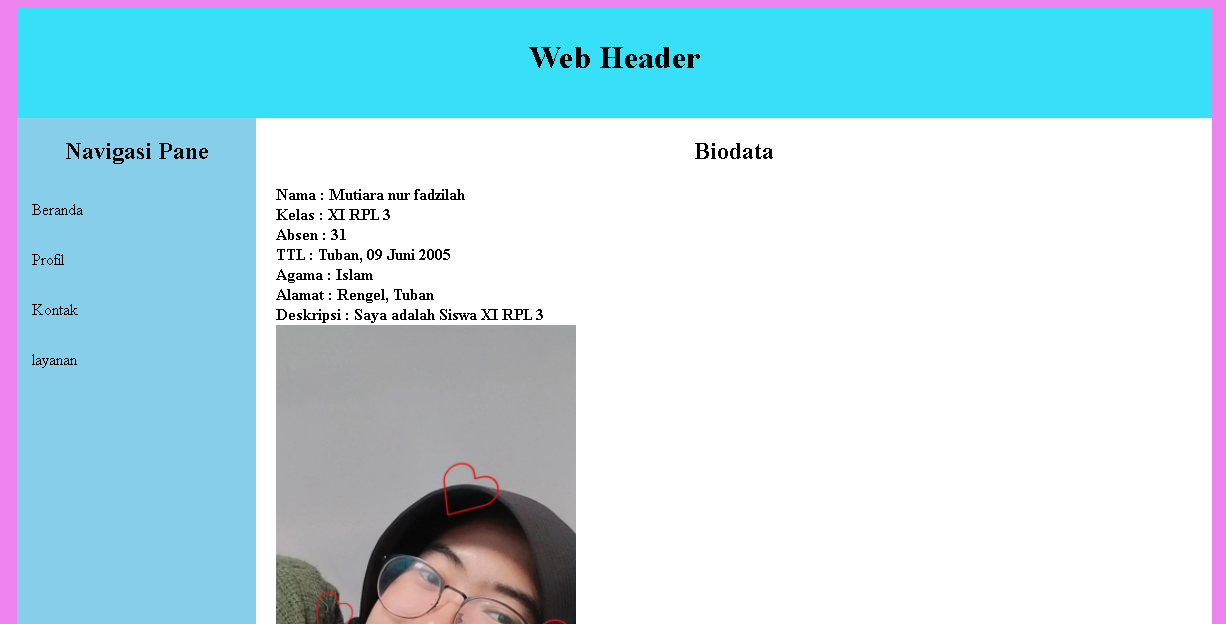 Web Header
Navigasi Pane
Beranda
Profil
Kontak
layanan
Biodata
Nama : Mutiara nur fadzilah
Kelas : XI RPL 3
Absen : 31
TTL : Tuban, 09 Juni 2005
Agama : Islam
Alamat : Rengel, Tuban
Deskripsi : Saya adalah Siswa XI RPL 3